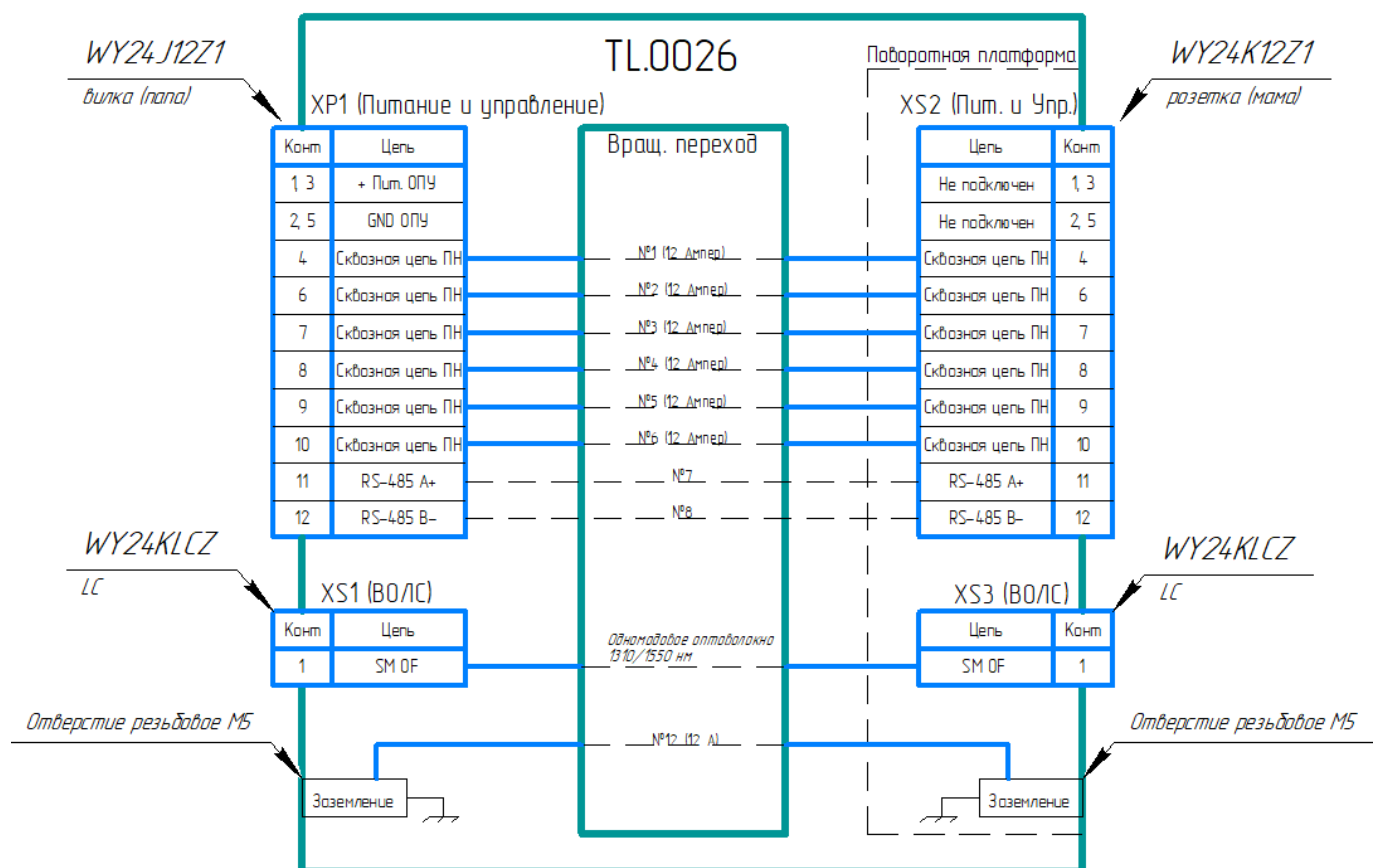 TL.0026
WY24J12Z1
вилка (папа)
Поворотная платформа
WY24K12Z1
розетка (мама)
XP1 (Питание и управление)
XS2 (Пит. и Упр.)
Вращ. переход
Конт Цепь
1, 3 + Пит. ОПУ
2, 5 GND ОПУ
4 Сквозная цепь ПН
6 Сквозная цепь ПН
7 Сквозная цепь ПН
8 Сквозная цепь ПН
9 Сквозная цепь ПН
10 Сквозная цепь ПН
11 RS-485 A+
12 RS-485 B-
№1 (12 Ампер)
№2 (12 Ампер)
№3 (12 Ампер)
№4 (12 Ампер)
№5 (12 Ампер)
№6 (12 Ампер)
№7
№8
Цепь Конт
Не подключен 1, 3
Не подключен 2, 5
Сквозная цепь ПН 4
Сквозная цепь ПН 6
Сквозная цепь ПН 7
Сквозная цепь ПН 8
Сквозная цепь ПН 9
Сквозная цепь ПН 10
RS-485 A+ 11
RS-485 B- 12
WY24KLCZ
LC
XS1 (ВОЛС)
Конт Цепь
1 SM OF
Одномодовое оптоволокно
1310/1550 нм
WY24KLCZ
LC
XS3 (ВОЛС)
Цепь Конт
SM OF 1
Отверстие резьбовое М5
Заземление
№12 (12 А)
Отверстие резьбовое М5
Заземление